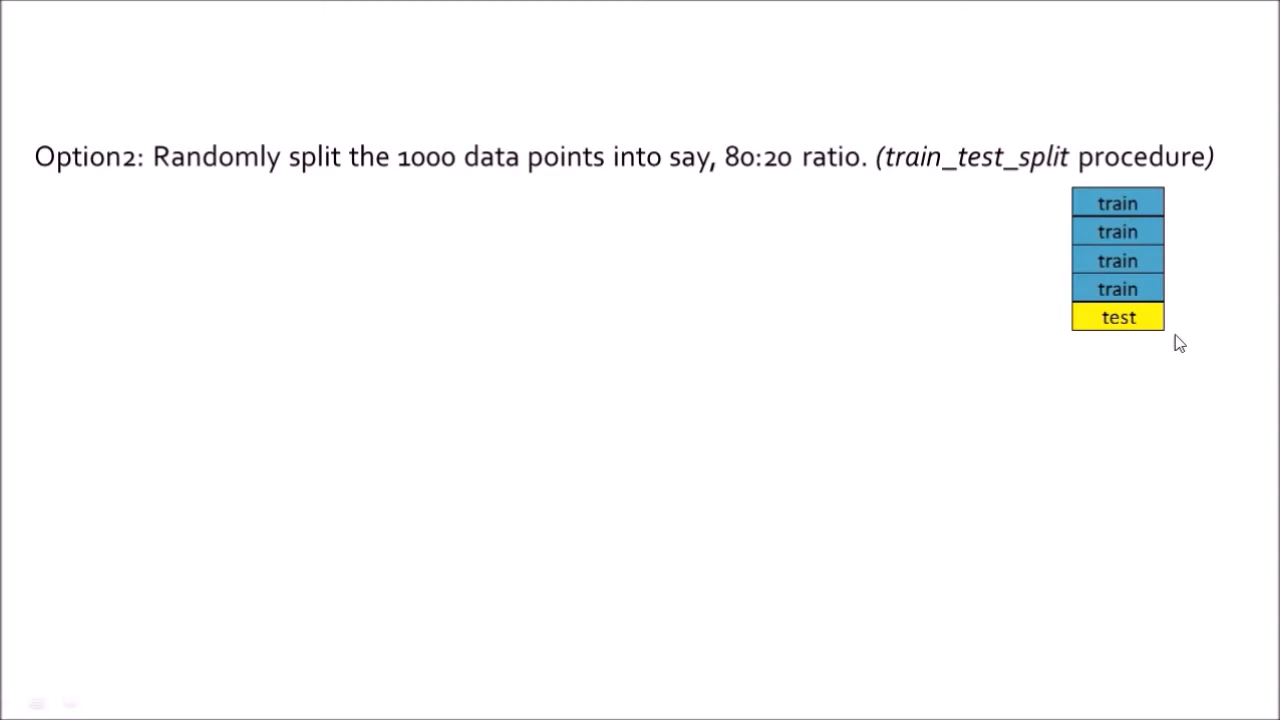 Option2: Randomly split the 1000 data points into say, 80:20 ratio. (train_test_split procedure)
train
train
train
train
test